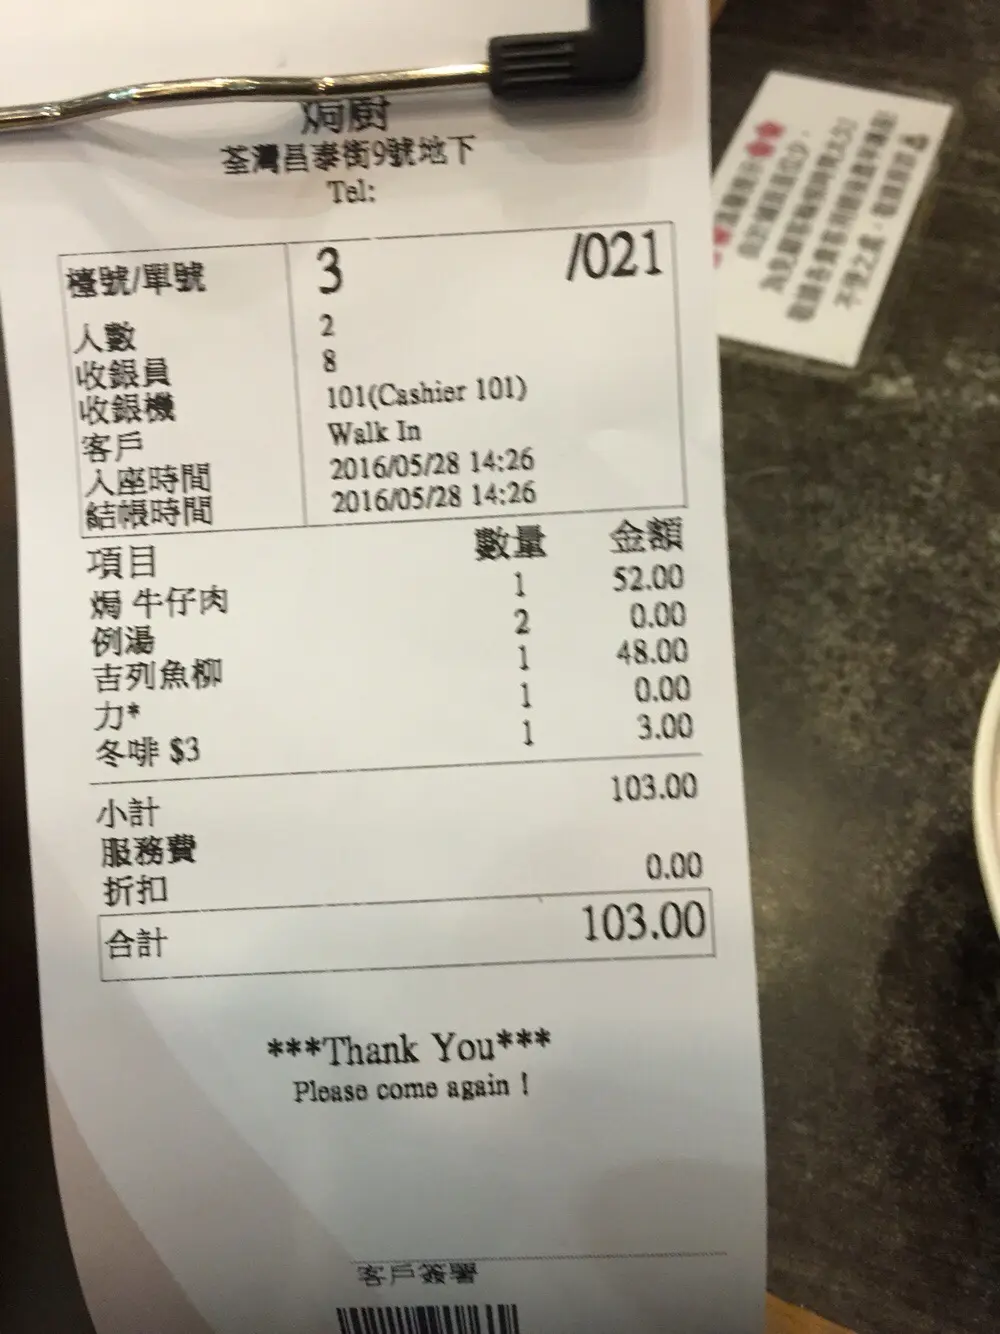 焗廚
荃灣昌泰街9號地下
Tel:
檯號/單號 3 /021
人數 2
收銀員 8
收銀機 101(Cashier 101)
客戶 Walk In
入座時間 2016/05/28 14:26
結帳時間 2016/05/28 14:26
項目 數量 金額
焗 牛仔肉 1 52.00
例湯 2 0.00
吉列魚柳 1 48.00
力* 1 0.00
冬啡 $3 1 3.00
小計 103.00
服務費
折扣 0.00
合計 103.00
***Thank You***
Please come again !
客戶簽署